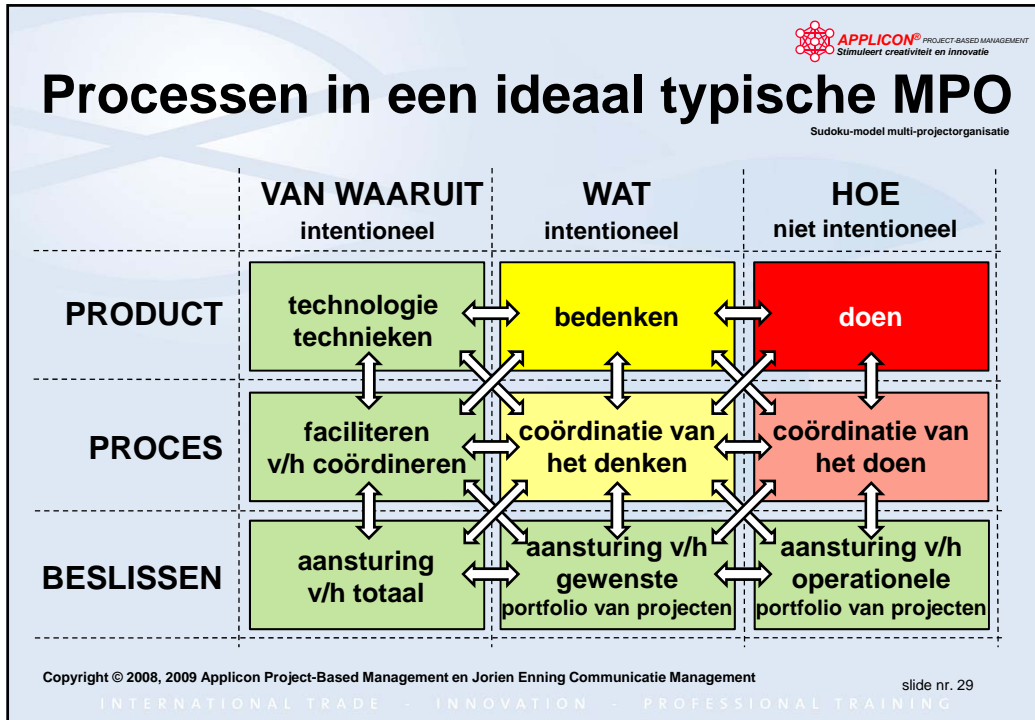 APPLICON® PROJECT-BASED MANAGEMENT
Stimuleert creativiteit en innovatie
Processen in een ideaal typische MPO
Sudoku-model multi-projectorganisatie
VAN WAARUIT
intentioneel
WAT
intentioneel
HOE
niet intentioneel
PRODUCT
technologie
technieken
bedenken
doen
PROCES
faciliteren
v/h coördineren
coördinatie van
het denken
coördinatie van
het doen
BESLISSEN
aansturing
v/h totaal
aansturing v/h
gewenste
portfolio van projecten
aansturing v/h
operationele
portfolio van projecten
Copyright © 2008, 2009 Applicon Project-Based Management en Jorien Enning Communicatie Management
slide nr. 29
INTERNATIONAL TRADE - INNOVATION - PROFESSIONAL TRAINING